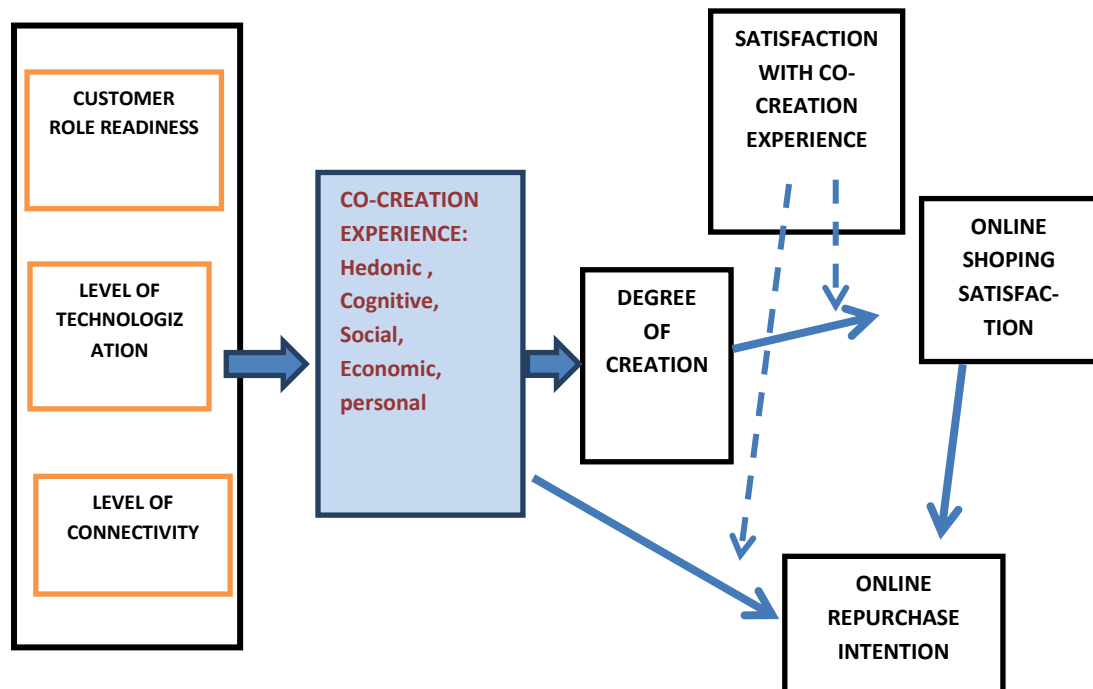 CUSTOMER
ROLE READINESS
LEVEL OF
TECHNOLOGIZ
ATION
LEVEL OF
CONNECTIVITY
CO-CREATION
EXPERIENCE:
Hedonic ,
Cognitive,
Social,
Economic,
personal
DEGREE
OF
CREATION
SATISFACTION
WITH CO-
CREATION
EXPERIENCE
ONLINE
SHOPING
SATISFAC-
TION
ONLINE
REPURCHASE
INTENTION